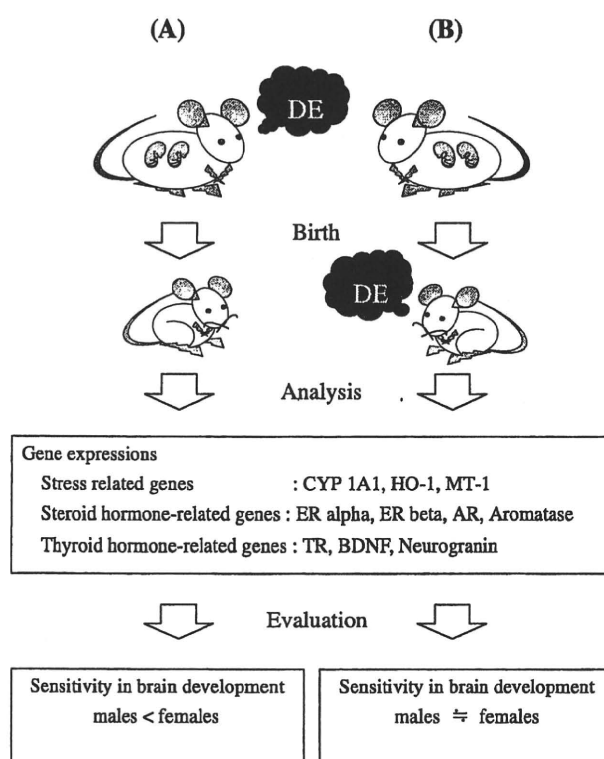 (A) (B)
DE
Birth
DE
Analysis
Gene expressions
Stress related genes : CYP 1A1, HO-1, MT-1
Steroid hormone-related genes : ER alpha, ER beta, AR, Aromatase
Thyroid hormone-related genes : TR, BDNF, Neurogranin
Evaluation
Sensitivity in brain development
males < females
Sensitivity in brain development
males ≒ females